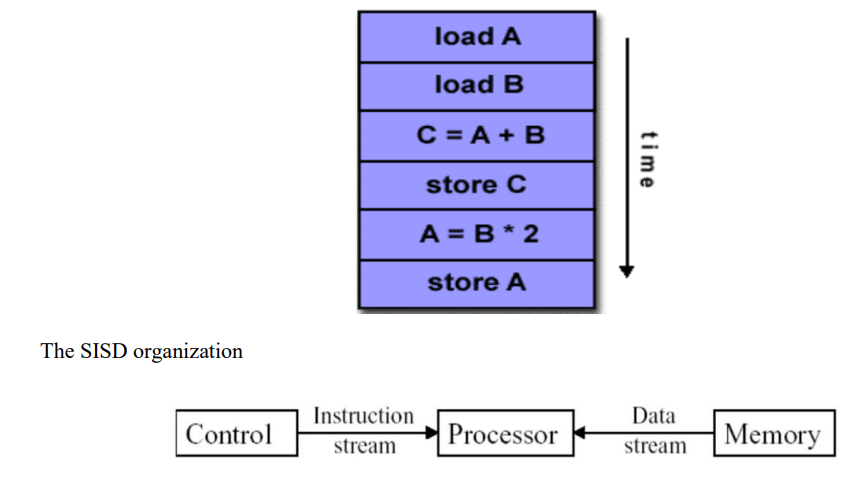 load A
load B
C = A + B
store C
A = B * 2
store A
time
The SISD organization
Control
Instruction
stream
Processor
Data
stream
Memory